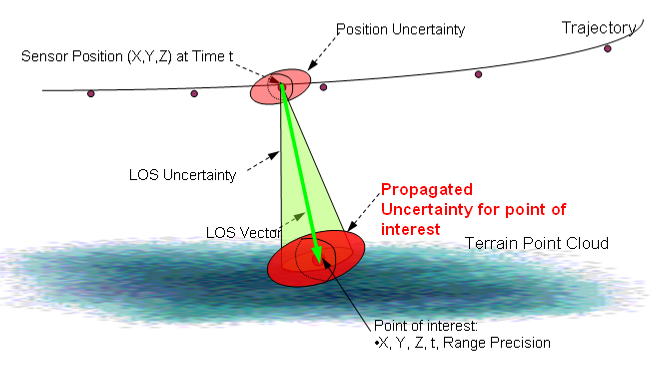 Trajectory
Position Uncertainty
Sensor Position (X,Y,Z) at Time t
LOS Uncertainty
Propagated
Uncertainty for point of
interest
LOS Vector
Terrain Point Cloud
Point of interest:
•X, Y, Z, t, Range Precision